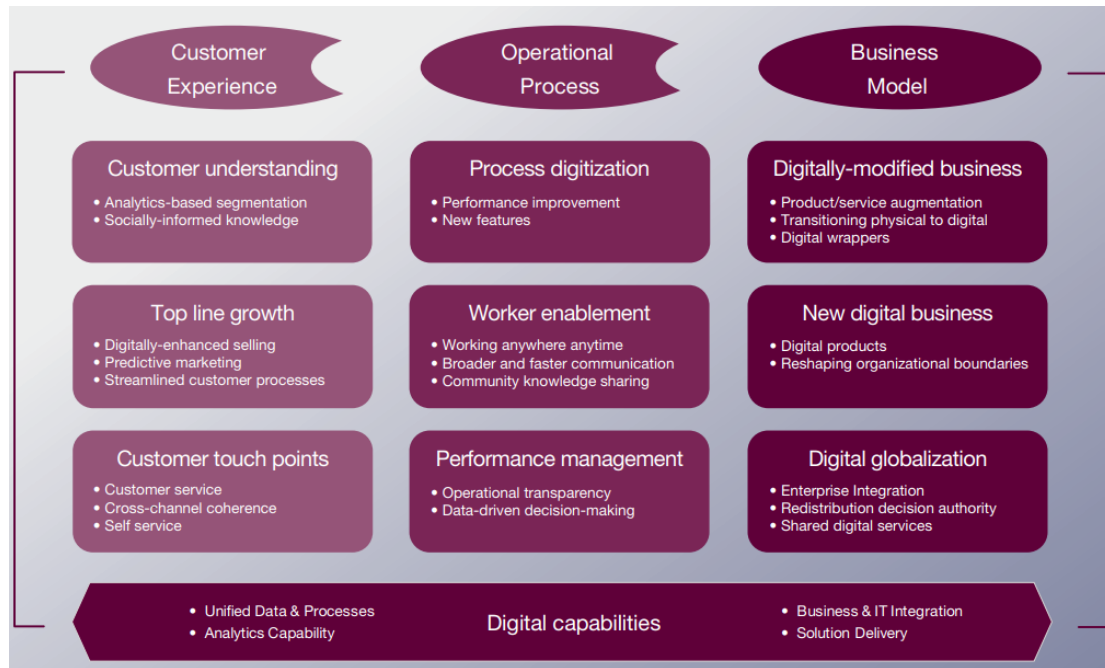 Customer
Experience
Operational
Process
Business
Model
Customer understanding
• Analytics-based segmentation
• Socially-informed knowledge
Process digitization
• Performance improvement
• New features
Digitally-modified business
• Product/service augmentation
• Transitioning physical to digital
• Digital wrappers
Top line growth
• Digitally-enhanced selling
• Predictive marketing
• Streamlined customer processes
Worker enablement
• Working anywhere anytime
• Broader and faster communication
• Community knowledge sharing
New digital business
• Digital products
• Reshaping organizational boundaries
Customer touch points
• Customer service
• Cross-channel coherence
• Self service
Performance management
• Operational transparency
• Data-driven decision-making
Digital globalization
• Enterprise Integration
• Redistribution decision authority
• Shared digital services
• Unified Data & Processes
• Analytics Capability
Digital capabilities
• Business & IT Integration
• Solution Delivery